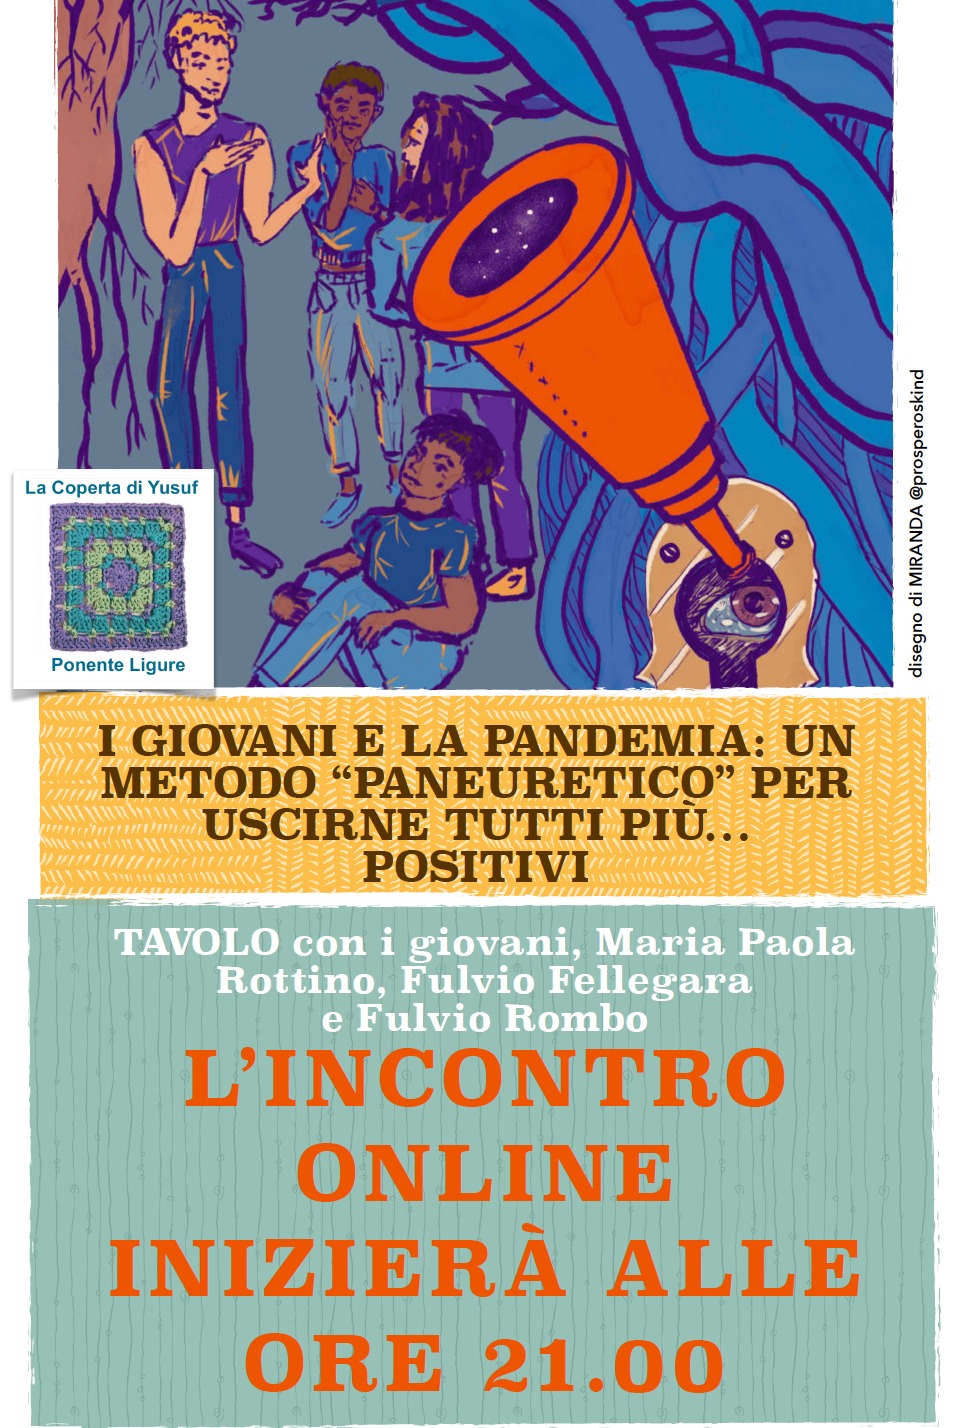 disegno di MIRANDA @prosperoskind
La Coperta di Yusuf
Ponente Ligure
I GIOVANI E LA PANDEMIA: UN
METODO “PANEURETICO” PER
USCIRNE TUTTI PIÙ...
POSITIVI
TAVOLO con i giovani, Maria Paola
Rottino, Fulvio Fellegara
e Fulvio Rombo
L’INCONTRO
ONLINE
INIZIERÀ ALLE
ORE 21.00